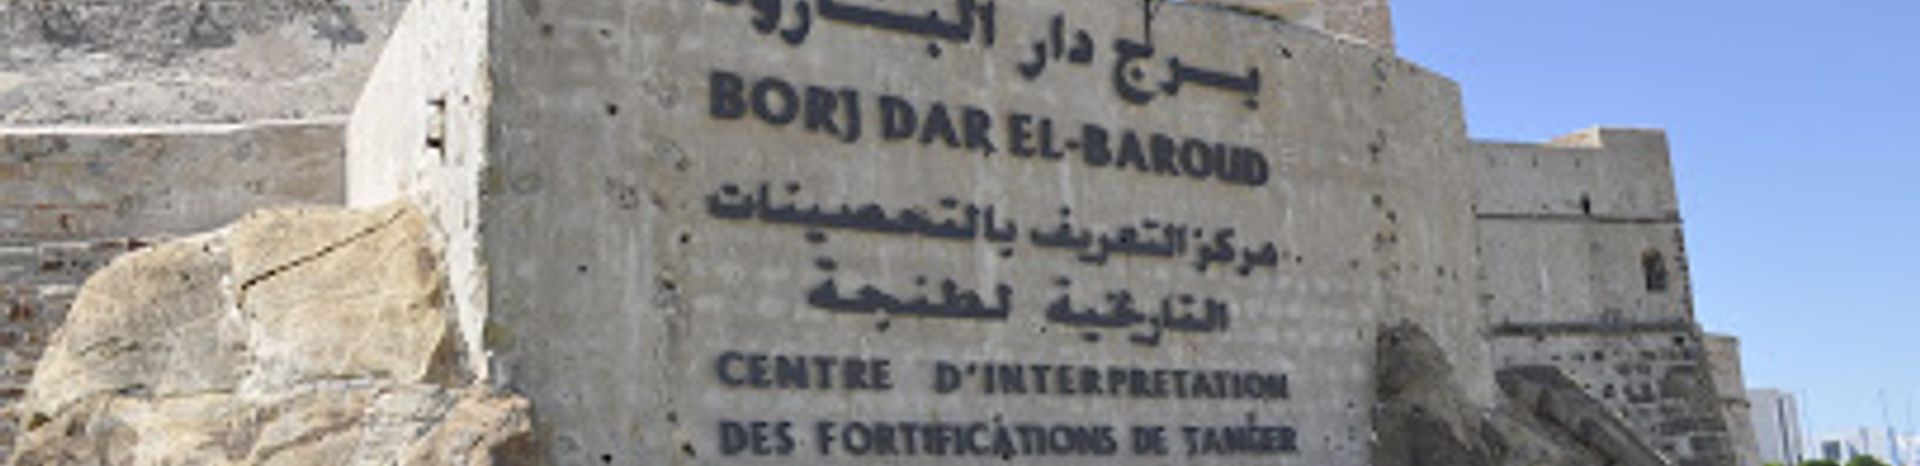 برج دار البارود
BORJ DAR EL-BAROUD
مركز التعريف بالتحصينات
التاريخية لطنجة
CENTRE D'INTERPRETATION
DES FORTIFICATIONS DE TANGER